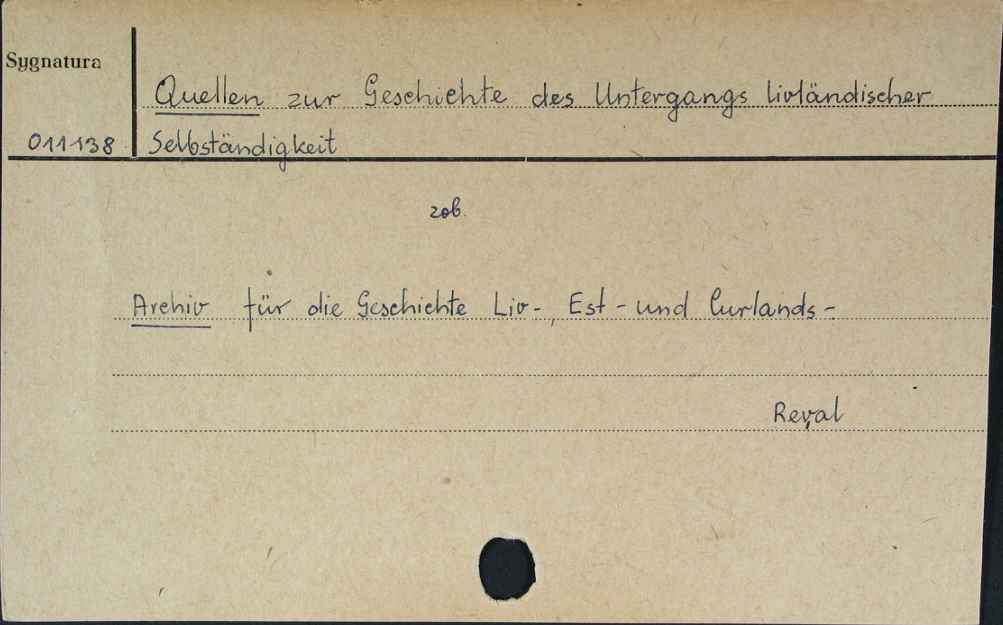 Sygnatura
Quellen zur Geschichte des Untergangs livländischer
011138 Selbständigkeit
zob.
Archiv für die Geschichte Liv-, Est- und Curlands-
Reval